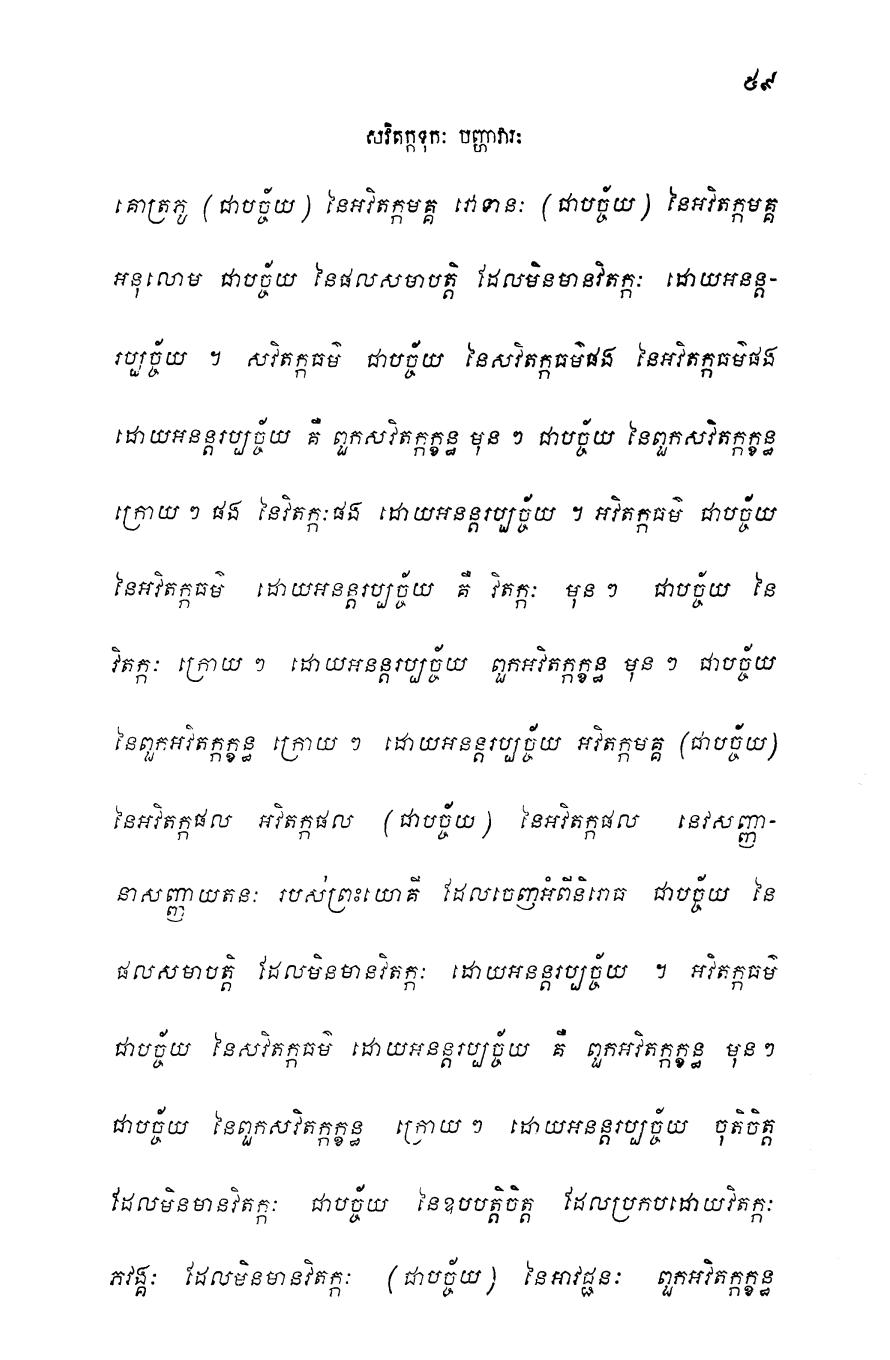 ៥៩
សវិតក្កទុកៈ បញ្ហាវារៈ
គោត្រភូ (ជាបច្ច័យ) នៃអវិតក្កមគ្គ វោទានៈ (ជាបច្ច័យ) នៃអវិតក្កមគ្គ
អនុលោម ជាបច្ច័យ នៃផលសមាបត្តិ ដែលមិនមានវិតក្កៈ ដោយអនន្ត-
រប្បច្ច័យ ។ សវិតក្កធម៌ ជាបច្ច័យ នៃសវិតក្កធម៌ផង នៃអវិតក្កធម៌ផង
ដោយអនន្តរប្បច្ច័យ គឺ ពួកសវិតក្កក្ខន្ធ មុន ៗ ជាបច្ច័យ នៃពួកសវិតក្កក្ខន្ធ
ក្រោយ ៗ ផង នៃវិតក្កៈផង ដោយអនន្តរប្បច្ច័យ ។ អវិតក្កធម៌ ជាបច្ច័យ
នៃអវិតក្កធម៌ ដោយអនន្តរប្បច្ច័យ គឺ វិតក្កៈ មុន ៗ ជាបច្ច័យ នៃ
វិតក្កៈ ក្រោយ ៗ ដោយអនន្តរប្បច្ច័យ ពួកអវិតក្កក្ខន្ធ មុន ៗ ជាបច្ច័យ
នៃពួកអវិតក្កក្ខន្ធ ក្រោយ ៗ ដោយអនន្តរប្បច្ច័យ អវិតក្កមគ្គ (ជាបច្ច័យ)
នៃអវិតក្កផល អវិតក្កផល (ជាបច្ច័យ) នៃអវិតក្កផល នេវសញ្ញា-
នាសញ្ញាយតនៈ របស់ព្រះយោគី ដែលចេញអំពីនិរោធ ជាបច្ច័យ នៃ
ផលសមាបត្តិ ដែលមិនមានវិតក្កៈ ដោយអនន្តរប្បច្ច័យ ។ អវិតក្កធម៌
ជាបច្ច័យ នៃសវិតក្កធម៌ ដោយអនន្តរប្បច្ច័យ គឺ ពួកអវិតក្កក្ខន្ធ មុន ៗ
ជាបច្ច័យ នៃពួកសវិតក្កក្ខន្ធ ក្រោយ ៗ ដោយអនន្តរប្បច្ច័យ ចុតិចិត្ត
ដែលមិនមានវិតក្កៈ ជាបច្ច័យ នៃឧបបត្តិចិត្ត ដែលប្រកបដោយវិតក្កៈ
ភវង្គៈ ដែលមិនមានវិតក្កៈ (ជាបច្ច័យ) នៃអាវជ្ជនៈ ពួកអវិតក្កក្ខន្ធ